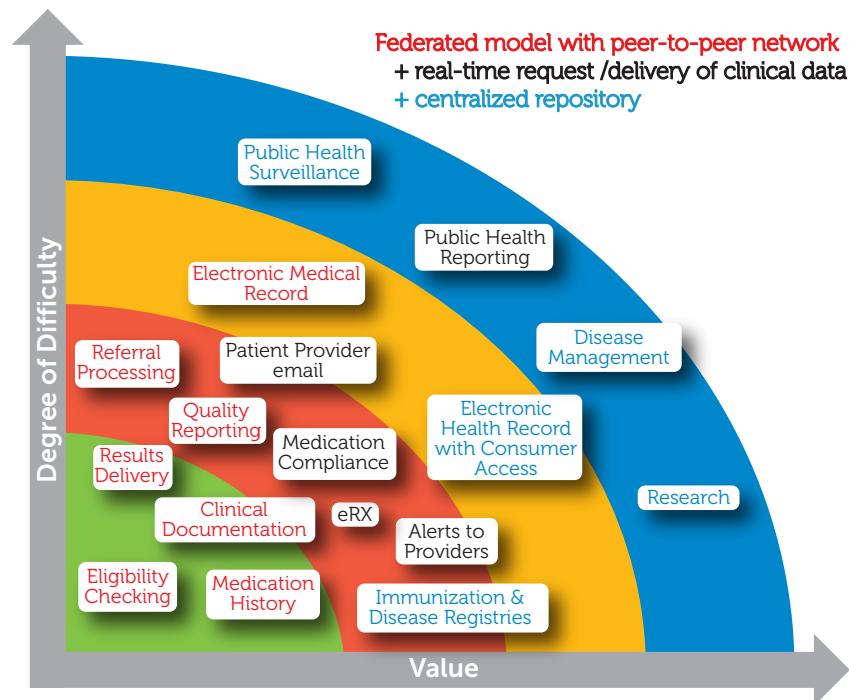 Federated model with peer-to-peer network
+ real-time request /delivery of clinical data
+ centralized repository
Public Health
Surveillance
Public Health
Reporting
Electronic Medical
Record
Disease
Management
Referral
Processing
Patient Provider
email
Quality
Reporting
Electronic
Health Record
with Consumer
Access
Medication
Compliance
Results
Delivery
Research
Clinical
Documentation
eRX
Alerts to
Providers
Eligibility
Checking
Medication
History
Immunization &
Disease Registries
Degree of Difficulty
Value